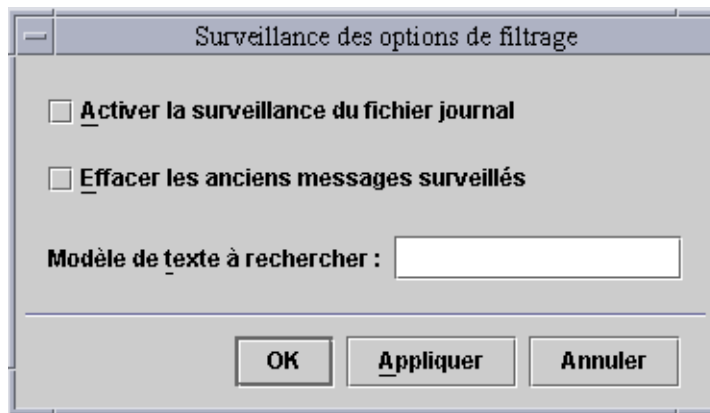 Surveillance des options de filtrage
Activer la surveillance du fichier journal
Effacer les anciens messages surveillés
Modèle de texte à rechercher :
OK Appliquer Annuler